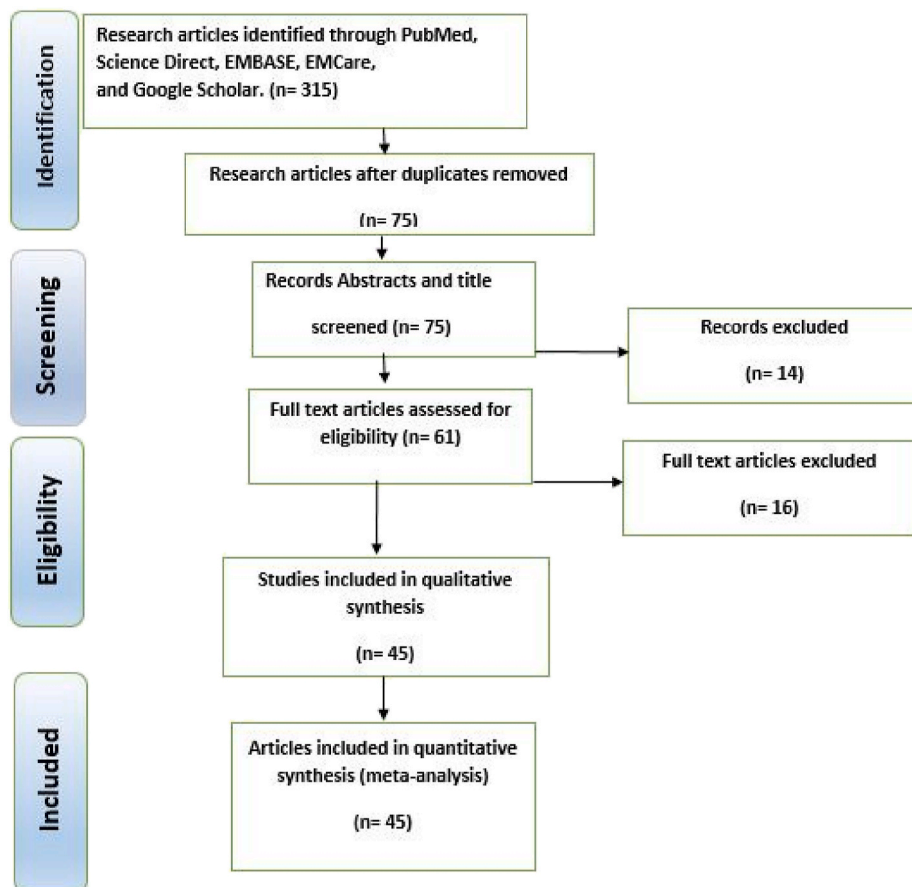 Identification
Research articles identified through PubMed,
Science Direct, EMBASE, EMCare,
and Google Scholar. (n= 315)
Research articles after duplicates removed
(n= 75)
Screening
Records Abstracts and title
screened (n= 75)
Records excluded
(n= 14)
Full text articles assessed for
eligibility (n= 61)
Eligibility
Full text articles excluded
(n= 16)
Studies included in qualitative
synthesis
(n= 45)
Included
Articles included in quantitative
synthesis (meta-analysis)
(n= 45)